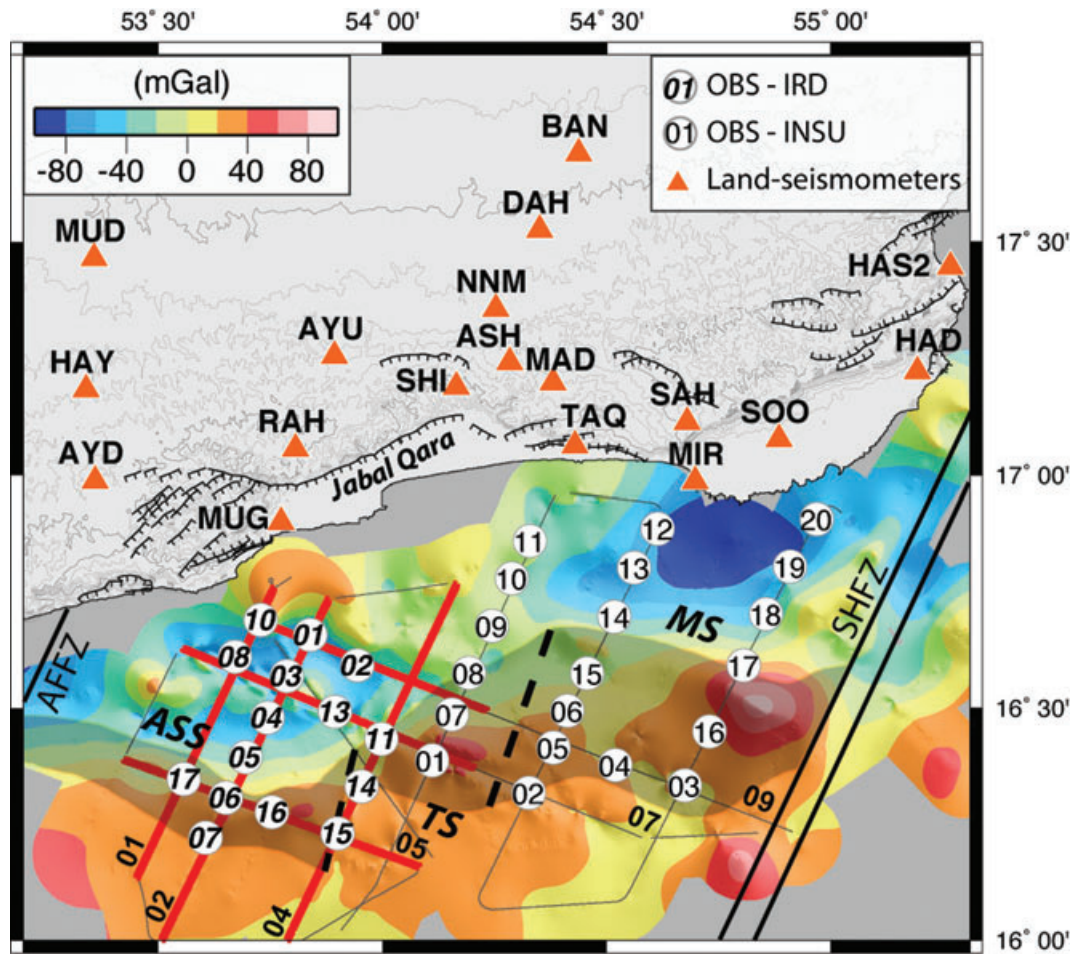 53° 30' 54° 00' 54° 30' 55° 00'
(mGal)
-80 -40 0 40 80
01 OBS - IRD
01 OBS - INSU
Land-seismometers
BAN
DAH
MUD
17° 30'
HAS2
NNM
AYU
ASH
HAY
MAD
HAD
SHI
SAH
SOO
RAH
TAQ
AYD
Jabal Qara
MIR
17° 00'
MUG
20
12
11
13
19
10
14
18
10
01
09
MS
SHFZ
08
02
08
17
15
AFFZ
03
13
07
06
04
ASS
11
16
05
05
01
04
17
14
03
06
16
02
09
TS
07
15
07
05
01
02
04
16° 30'
16° 00'